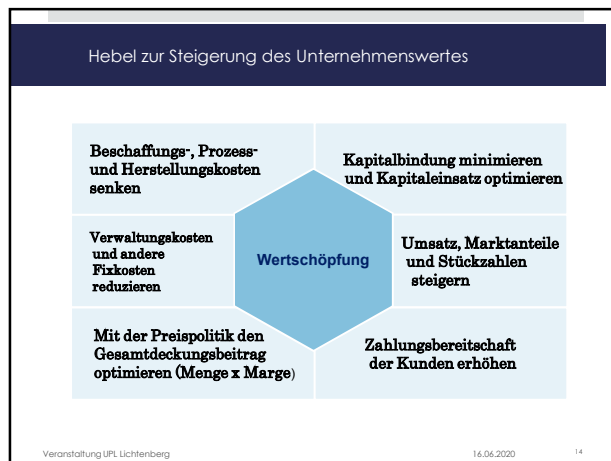 Hebel zur Steigerung des Unternehmenswertes
Beschaffungs-, Prozess-
und Herstellungskosten
senken
Kapitalbindung minimieren
und Kapitaleinsatz optimieren
Verwaltungskosten
und andere
Fixkosten
reduzieren
Wertschöpfung
Umsatz, Marktanteile
und Stückzahlen
steigern
Mit der Preispolitik den
Gesamtdeckungsbeitrag
optimieren (Menge x Marge)
Zahlungsbereitschaft
der Kunden erhöhen
Veranstaltung UPL Lichtenberg
16.06.2020
14